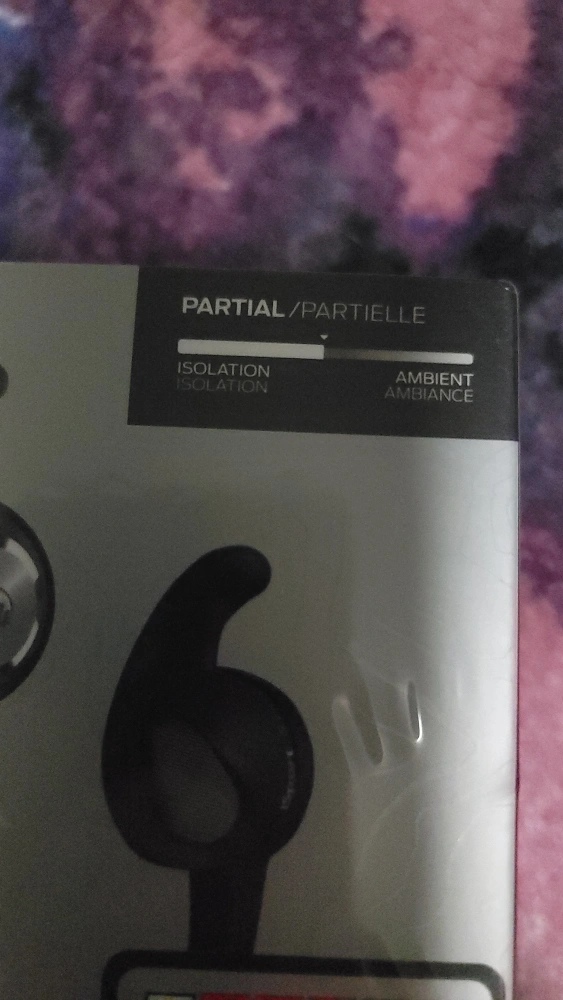 PARTIAL/PARTIELLE
ISOLATION
ISOLATION
AMBIENT
AMBIANCE